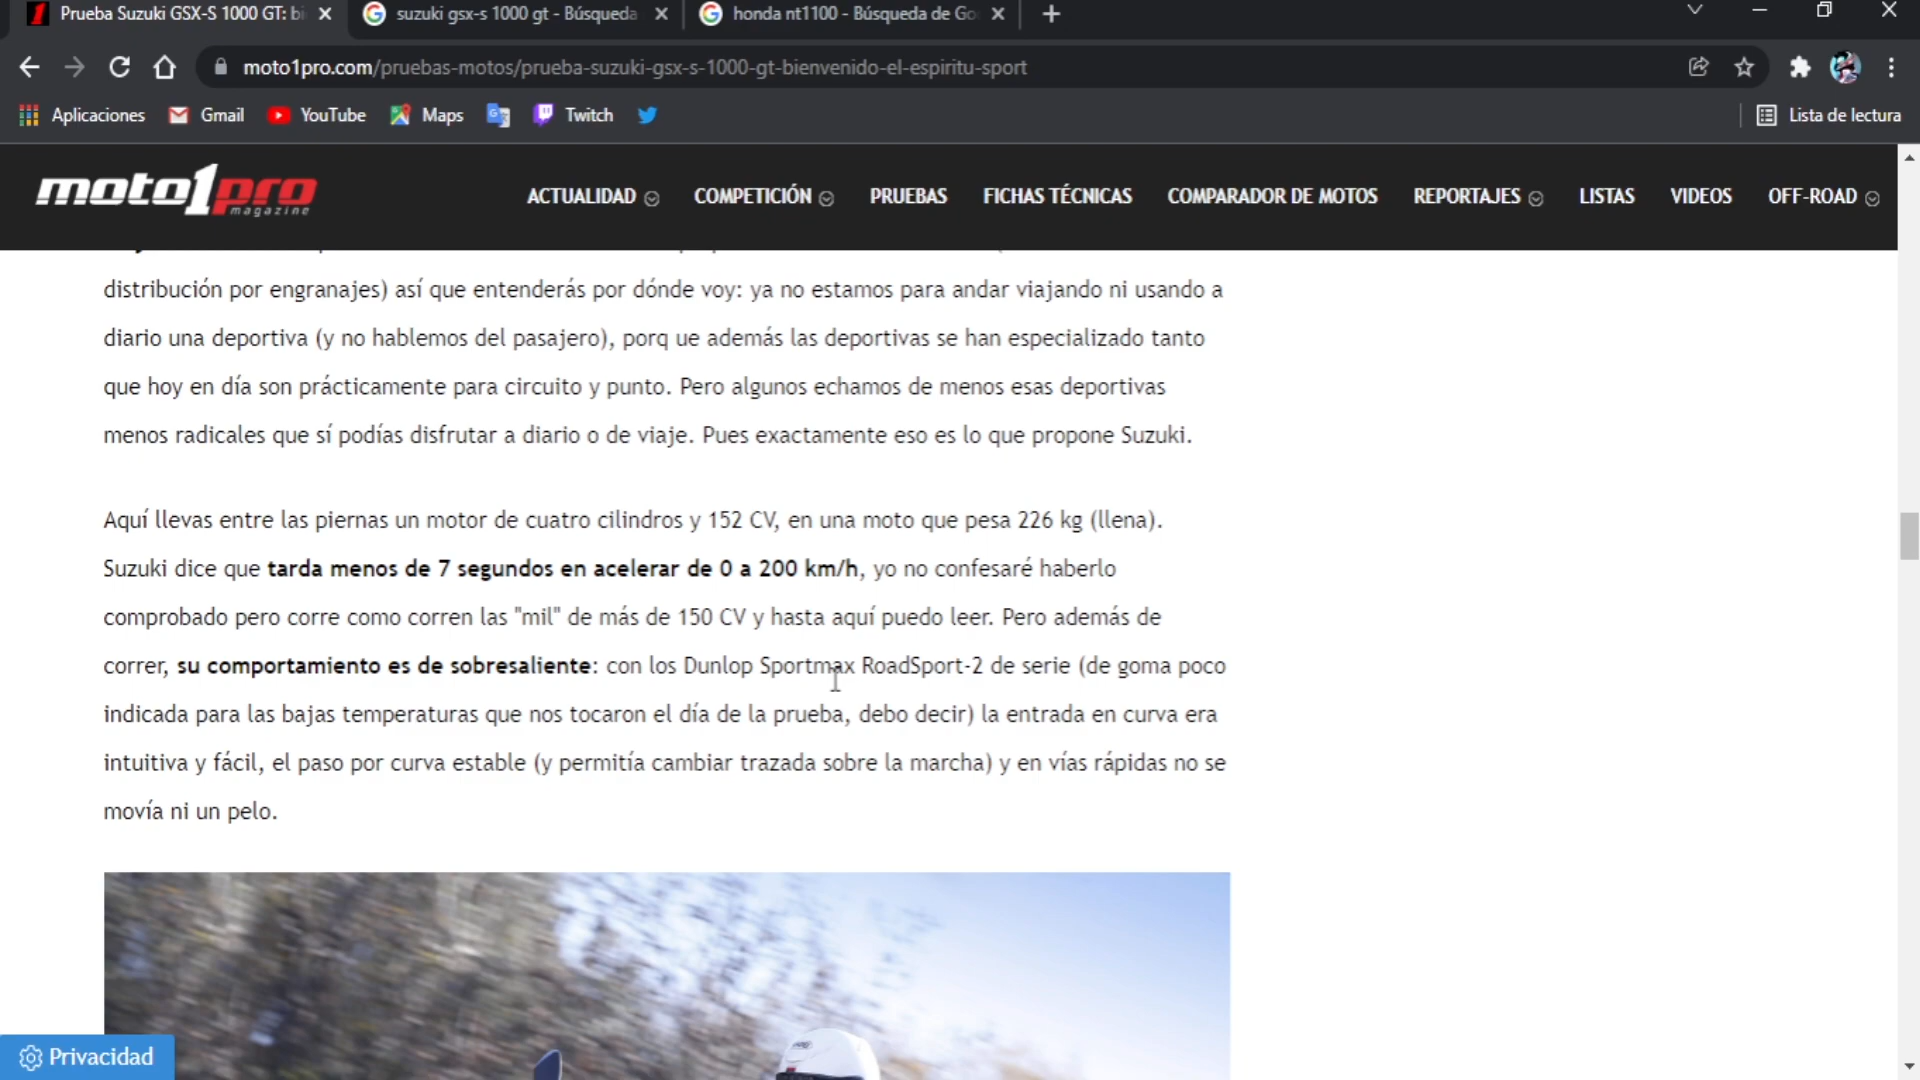 Prueba Suzuki GSX-S 1000 GT: bi
suzuki gsx-s 1000 gt - Búsqueda
honda nt1100 - Búsqueda de Go
moto1pro.com/pruebas-motos/prueba-suzuki-gsx-s-1000-gt-bienvenido-el-espiritu-sport
Aplicaciones Gmail YouTube Maps Twitch Lista de lectura
moto1pro
magazine
ACTUALIDAD COMPETICIÓN PRUEBAS FICHAS TÉCNICAS COMPARADOR DE MOTOS REPORTAJES LISTAS VIDEOS OFF-ROAD
distribución por engranajes) así que entenderás por dónde voy: ya no estamos para andar viajando ni usando a
diario una deportiva (y no hablemos del pasajero), porq ue además las deportivas se han especializado tanto
que hoy en día son prácticamente para circuito y punto. Pero algunos echamos de menos esas deportivas
menos radicales que sí podías disfrutar a diario o de viaje. Pues exactamente eso es lo que propone Suzuki.
Aquí llevas entre las piernas un motor de cuatro cilindros y 152 CV, en una moto que pesa 226 kg (llena).
Suzuki dice que tarda menos de 7 segundos en acelerar de 0 a 200 km/h, yo no confesaré haberlo
comprobado pero corre como corren las "mil" de más de 150 CV y hasta aquí puedo leer. Pero además de
correr, su comportamiento es de sobresaliente: con los Dunlop Sportmax RoadSport-2 de serie (de goma poco
indicada para las bajas temperaturas que nos tocaron el día de la prueba, debo decir) la entrada en curva era
intuitiva y fácil, el paso por curva estable (y permitía cambiar trazada sobre la marcha) y en vías rápidas no se
movía ni un pelo.
Privacidad